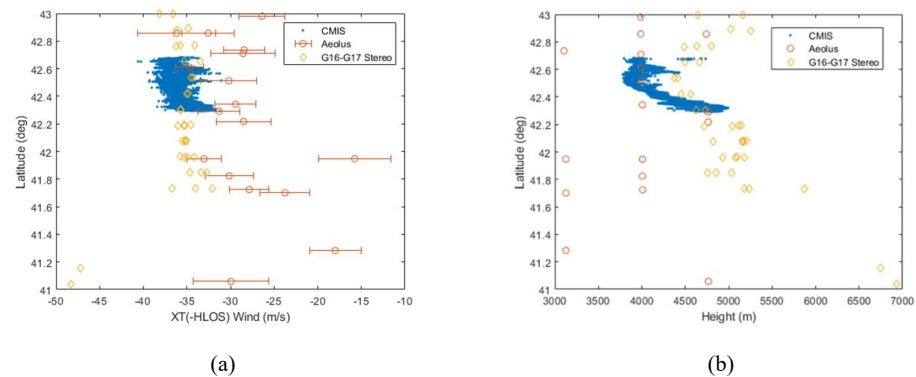 43
42.8
42.6
42.4
42.2
42
41.8
41.6
41.4
41.2
41
Latitude (deg)
-50 -45 -40 -35 -30 -25 -20 -15 -10
XT(-HLOS) Wind (m/s)
CMIS
Aeolus
G16-G17 Stereo
(a)
43
42.8
42.6
42.4
42.2
42
41.8
41.6
41.4
41.2
41
Latitude (deg)
3000 3500 4000 4500 5000 5500 6000 6500 7000
Height (m)
CMIS
Aeolus
G16-G17 Stereo
(b)